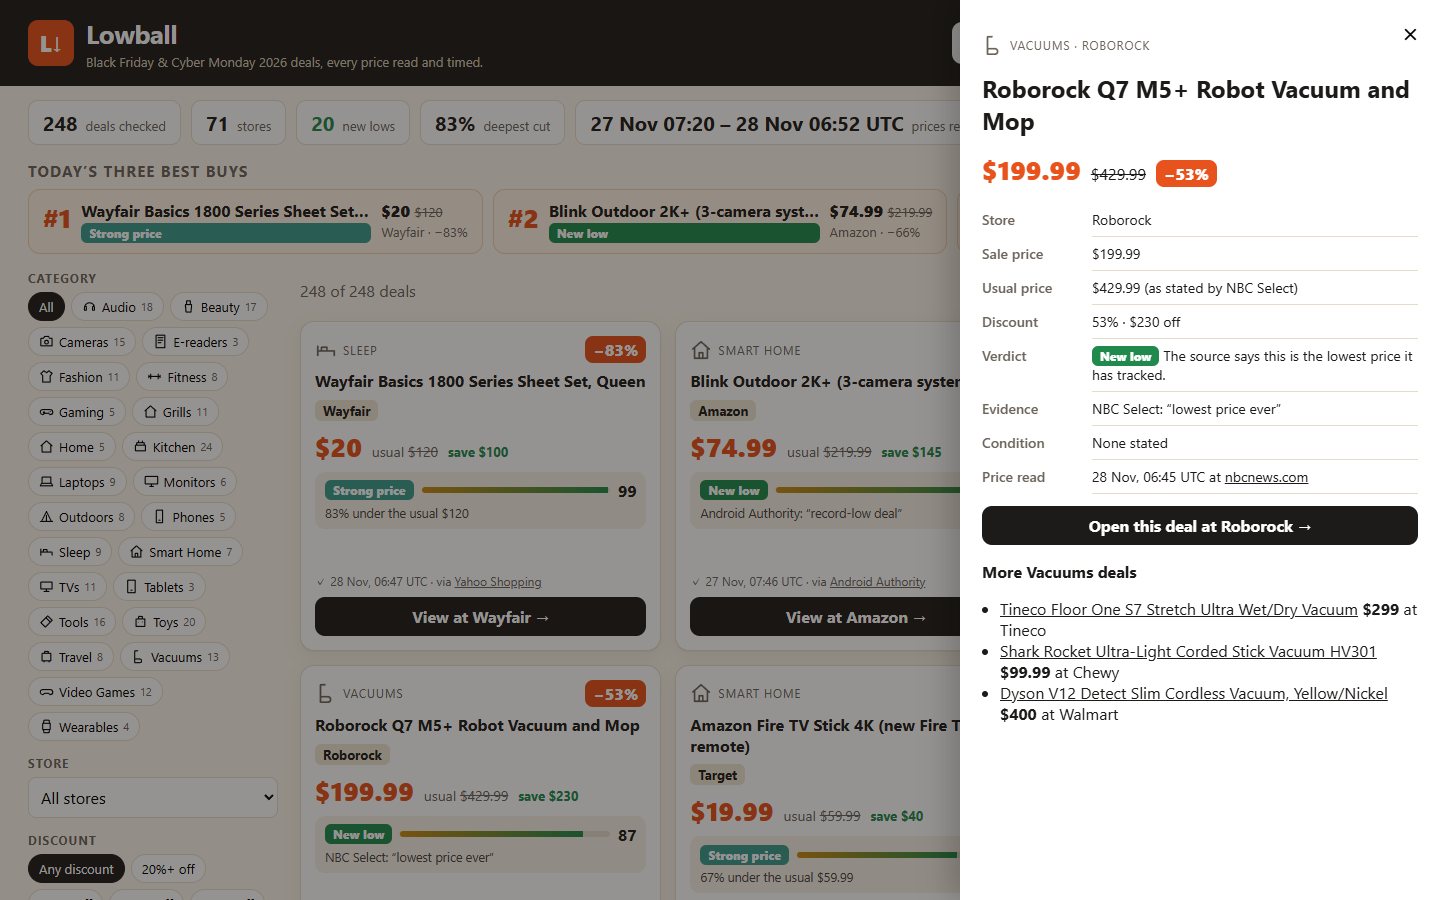 L↓
Lowball
Black Friday & Cyber Monday 2026 deals, every price read and timed.
248 deals checked
71 stores
20 new lows
83% deepest cut
27 Nov 07:20 – 28 Nov 06:52 UTC prices re
TODAY’S THREE BEST BUYS
#1 Wayfair Basics 1800 Series Sheet Set… $20 $120
Strong price Wayfair · −83%
#2 Blink Outdoor 2K+ (3-camera syst… $74.99 $219.99
New low Amazon · −66%
CATEGORY
All Audio 18 Beauty 17
Cameras 15 E-readers 3
Fashion 11 Fitness 8
Gaming 5 Grills 11
Home 5 Kitchen 24
Laptops 9 Monitors 6
Outdoors 8 Phones 5
Sleep 9 Smart Home 7
TVs 11 Tablets 3
Tools 16 Toys 20
Travel 8 Vacuums 13
Video Games 12
Wearables 4
STORE
All stores
DISCOUNT
Any discount 20%+ off
248 of 248 deals
SLEEP −83%
Wayfair Basics 1800 Series Sheet Set, Queen
Wayfair
$20 usual $120 save $100
Strong price 99
83% under the usual $120
✓ 28 Nov, 06:47 UTC · via Yahoo Shopping
View at Wayfair →
SMART HOME
Blink Outdoor 2K+ (3-camera system
Amazon
$74.99 usual $219.99 save $145
New low
Android Authority: “record-low deal”
✓ 27 Nov, 07:46 UTC · via Android Authority
View at Amazon →
VACUUMS −53%
Roborock Q7 M5+ Robot Vacuum and Mop
Roborock
$199.99 usual $429.99 save $230
New low 87
NBC Select: “lowest price ever”
SMART HOME
Amazon Fire TV Stick 4K (new Fire T
remote)
Target
$19.99 usual $59.99 save $40
Strong price
67% under the usual $59.99
✕
VACUUMS · ROBOROCK
Roborock Q7 M5+ Robot Vacuum and
Mop
$199.99 $429.99 −53%
Store Roborock
Sale price $199.99
Usual price $429.99 (as stated by NBC Select)
Discount 53% · $230 off
Verdict New low The source says this is the lowest price it
has tracked.
Evidence NBC Select: “lowest price ever”
Condition None stated
Price read 28 Nov, 06:45 UTC at nbcnews.com
Open this deal at Roborock →
More Vacuums deals
• Tineco Floor One S7 Stretch Ultra Wet/Dry Vacuum $299 at
Tineco
• Shark Rocket Ultra-Light Corded Stick Vacuum HV301
$99.99 at Chewy
• Dyson V12 Detect Slim Cordless Vacuum, Yellow/Nickel
$400 at Walmart